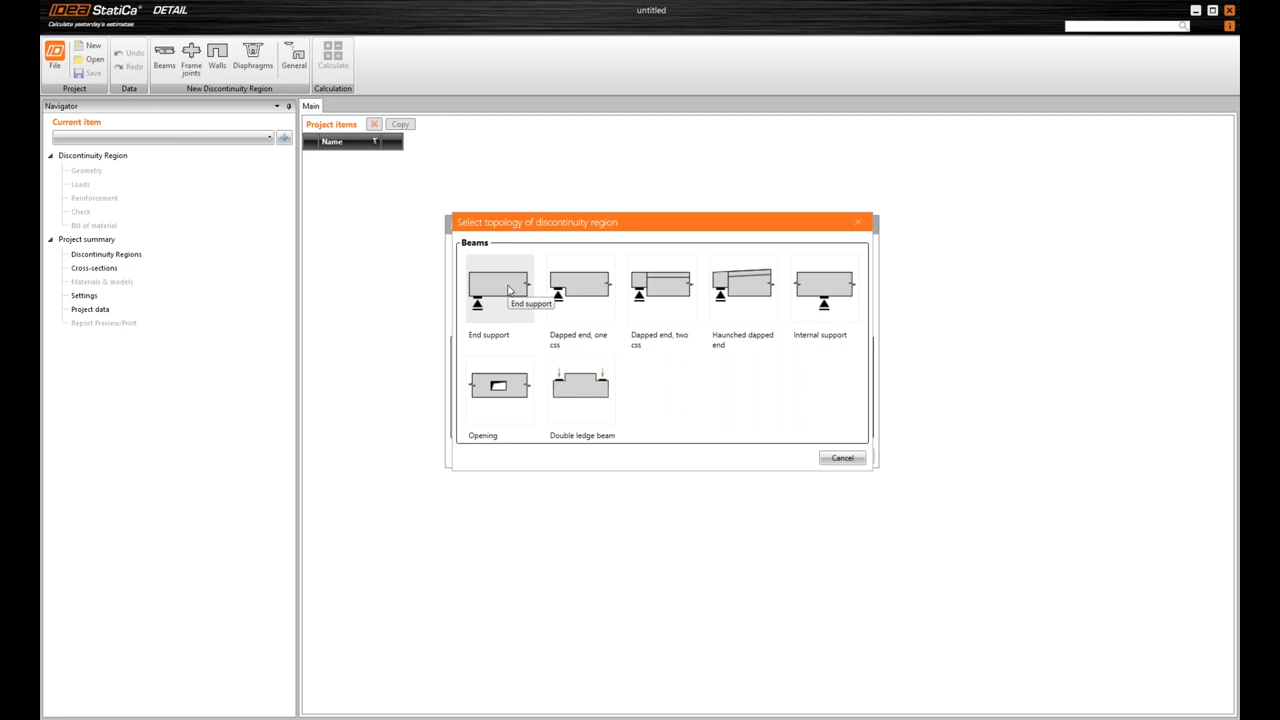 IDEA StatiCa® DETAIL
untitled
Calculate yesterday's estimates
File
New
Open
Save
Undo
Redo
Beams
Frame joints
Walls
Diaphragms
General
Calculate
Project
Data
New Discontinuity Region
Calculation
Navigator
Main
Current item
Project items
Copy
Name
Discontinuity Region
Geometry
Loads
Reinforcement
Check
Bill of material
Project summary
Discontinuity Regions
Cross-sections
Materials & models
Settings
Project data
Report Preview/Print
Select topology of discontinuity region
Beams
End support
End support
Dapped end, one css
Dapped end, two css
Haunched dapped end
Internal support
Opening
Double ledge beam
Cancel